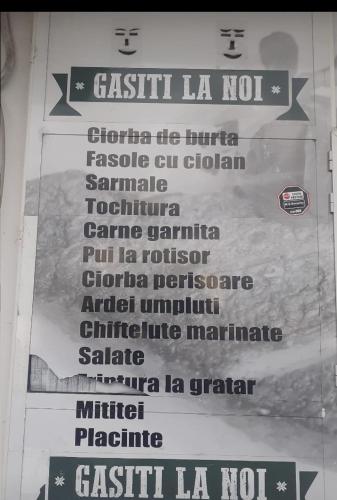 GASITI LA NOI
Ciorba de burta
Fasole cu ciolan
Sarmale
Tochitura
Carne garnita
Pui la rotisor
Ciorba perisoare
Ardei umpluti
Chiftelute marinate
Salate
la gratar
Mititei
Placinte
GASITI LA NOI